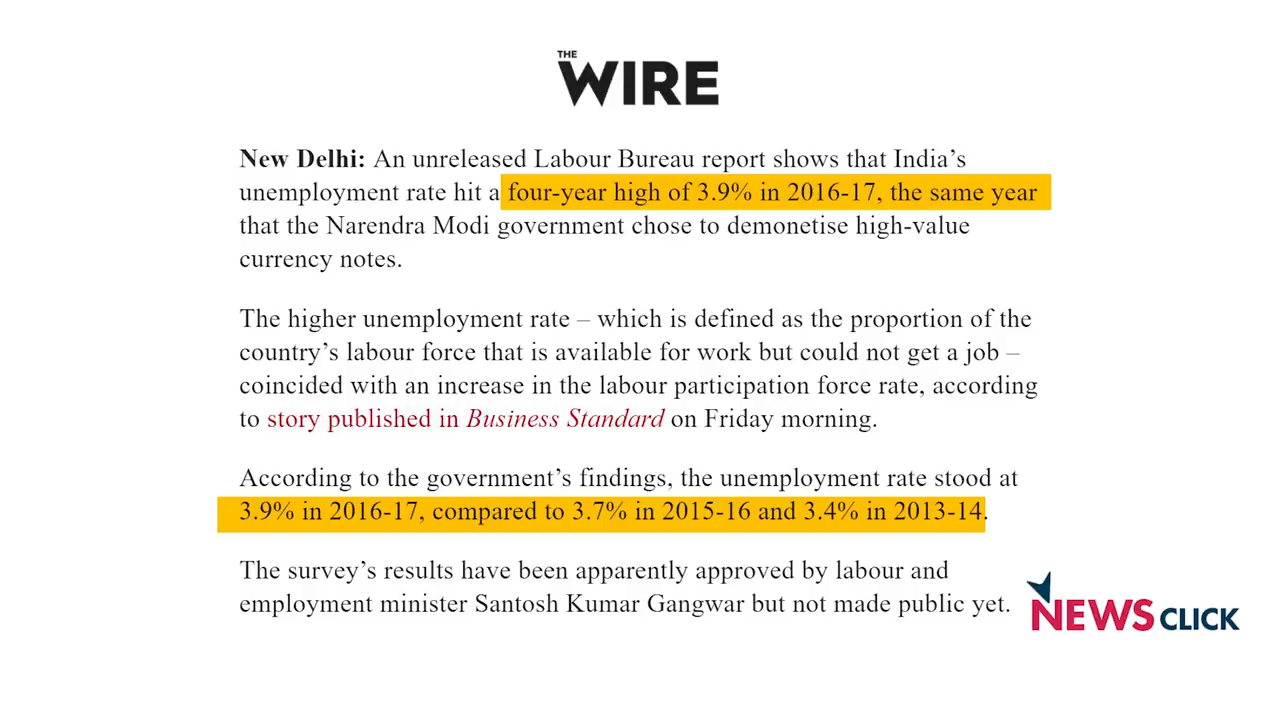 THE
WIRE
New Delhi: An unreleased Labour Bureau report shows that India’s
unemployment rate hit a four-year high of 3.9% in 2016-17, the same year
that the Narendra Modi government chose to demonetise high-value
currency notes.
The higher unemployment rate – which is defined as the proportion of the
country’s labour force that is available for work but could not get a job –
coincided with an increase in the labour participation force rate, according
to story published in Business Standard on Friday morning.
According to the government’s findings, the unemployment rate stood at
3.9% in 2016-17, compared to 3.7% in 2015-16 and 3.4% in 2013-14.
The survey’s results have been apparently approved by labour and
employment minister Santosh Kumar Gangwar but not made public yet.
NEWSCLICK